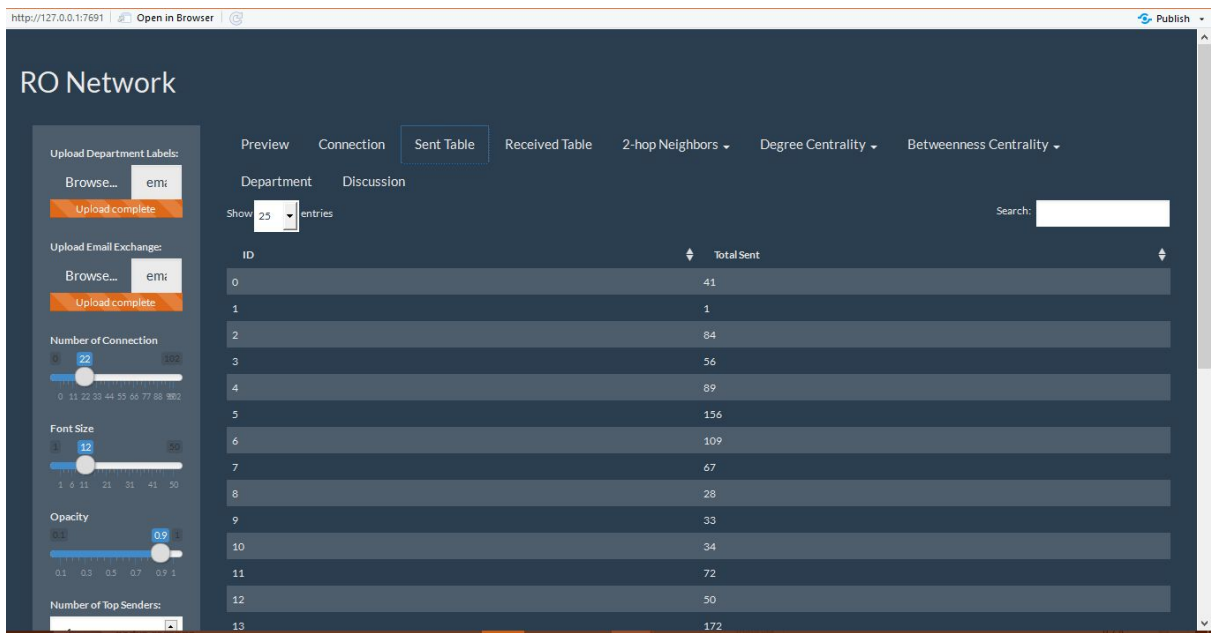 http://127.0.0.1:7691 Open in Browser Publish
RO Network
Upload Department Labels:
Browse... ema
Upload complete
Upload Email Exchange:
Browse... ema
Upload complete
Number of Connection
0 22 102
0 11 22 33 44 55 66 77 88
Font Size
1 12 50
1 6 11 21 31 41 50
Opacity
0.1 0.9 1
0.1 0.3 0.5 0.7 0.9 1
Number of Top Senders:
Preview Connection Sent Table Received Table 2-hop Neighbors Degree Centrality Betweenness Centrality
Department Discussion
Show 25 entries Search:
ID Total Sent
0 41
1 1
2 84
3 56
4 89
5 156
6 109
7 67
8 28
9 33
10 34
11 72
12 50
13 172